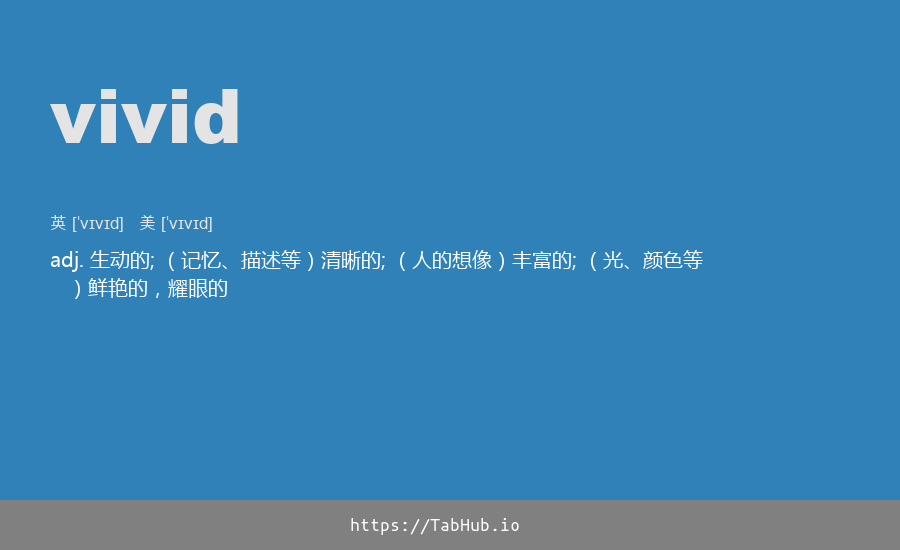 vivid
英 [ˈvɪvɪd] 美 [ˈvɪvɪd]
adj. 生动的; （记忆、描述等）清晰的; （人的想像）丰富的; （光、颜色等
）鲜艳的，耀眼的
https://TabHub.io